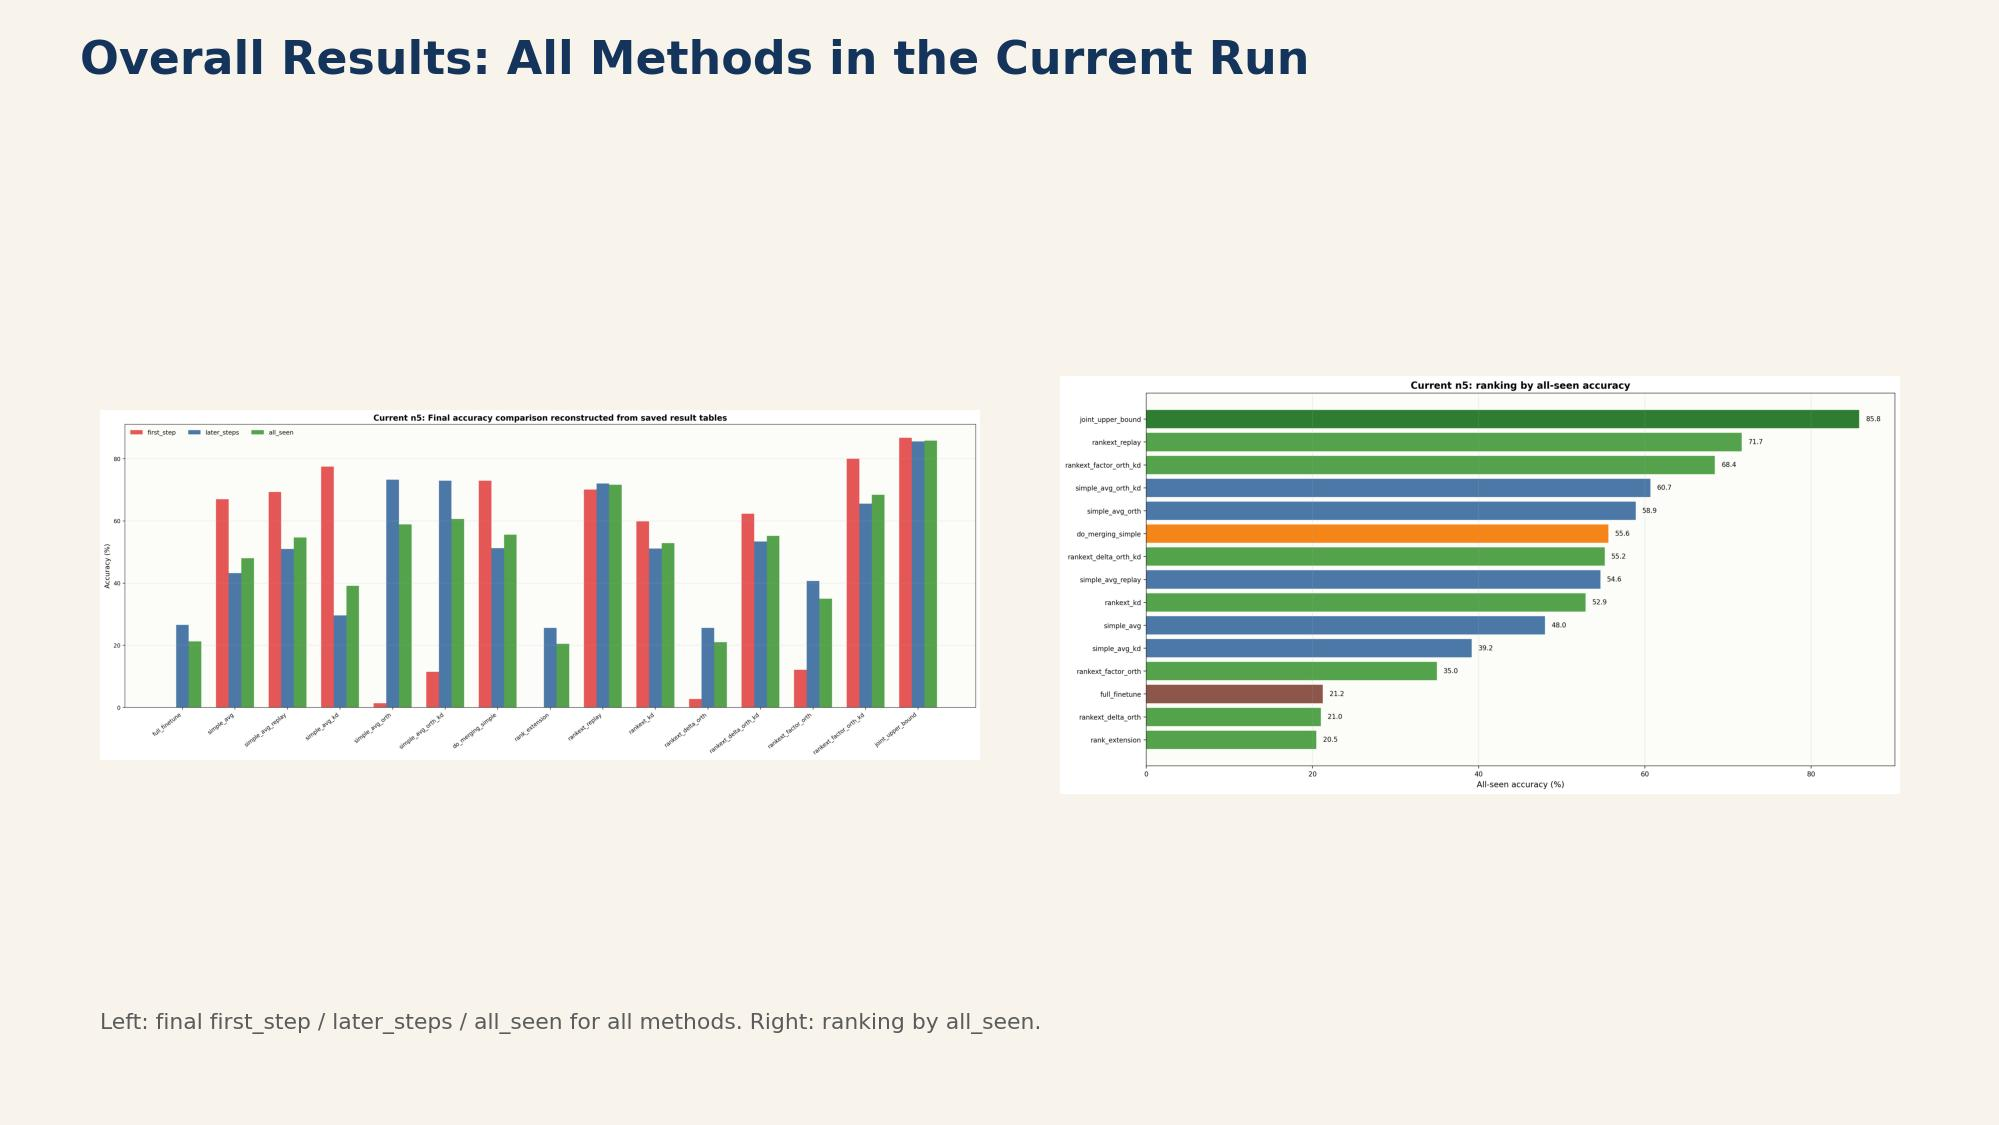 Overall Results: All Methods in the Current Run
Current n5: Final accuracy comparison reconstructed from saved result tables
first_step later_steps all_seen
Accuracy (%)
80
60
40
20
0
full_finetune
simple_avg
simple_avg_replay
simple_avg_kd
simple_avg_orth
simple_avg_orth_kd
do_merging_simple
rank_extension
rankext_replay
rankext_kd
rankext_delta_orth
rankext_delta_orth_kd
rankext_factor_orth
rankext_factor_orth_kd
joint_upper_bound
Current n5: ranking by all-seen accuracy
joint_upper_bound 85.8
rankext_replay 71.7
rankext_factor_orth_kd 68.4
simple_avg_orth_kd 60.7
simple_avg_orth 58.9
do_merging_simple 55.6
rankext_delta_orth_kd 55.2
simple_avg_replay 54.6
rankext_kd 52.9
simple_avg 48.0
simple_avg_kd 39.2
rankext_factor_orth 35.0
full_finetune 21.2
rankext_delta_orth 21.0
rank_extension 20.5
0 20 40 60 80
All-seen accuracy (%)
Left: final first_step / later_steps / all_seen for all methods. Right: ranking by all_seen.